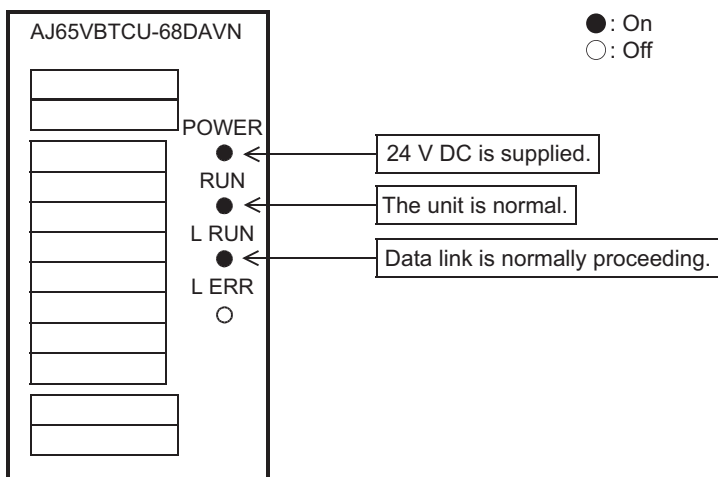 AJ65VBTCU-68DAVN
●: On
○: Off
POWER
24 V DC is supplied.
RUN
The unit is normal.
L RUN
Data link is normally proceeding.
L ERR